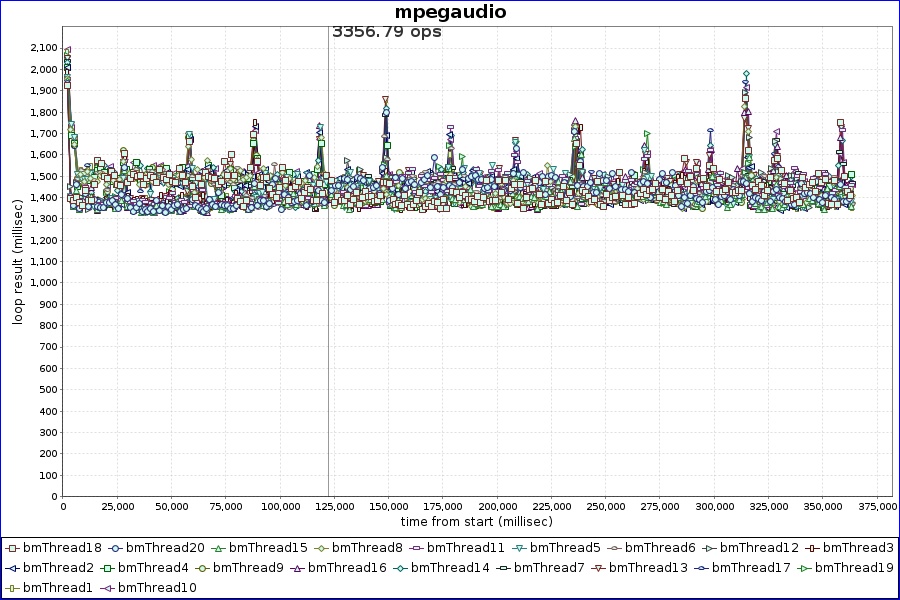 mpegaudio
3356.79 ops
2,100
2,000
1,900
1,800
1,700
1,600
1,500
1,400
1,300
1,200
1,100
1,000
900
800
700
600
500
400
300
200
100
0
loop result (millisec)
0 25,000 50,000 75,000 100,000 125,000 150,000 175,000 200,000 225,000 250,000 275,000 300,000 325,000 350,000 375,000
time from start (millisec)
bmThread18 bmThread20 bmThread15 bmThread8 bmThread11 bmThread5 bmThread6 bmThread12 bmThread3
bmThread2 bmThread4 bmThread9 bmThread16 bmThread14 bmThread7 bmThread13 bmThread17 bmThread19
bmThread1 bmThread10